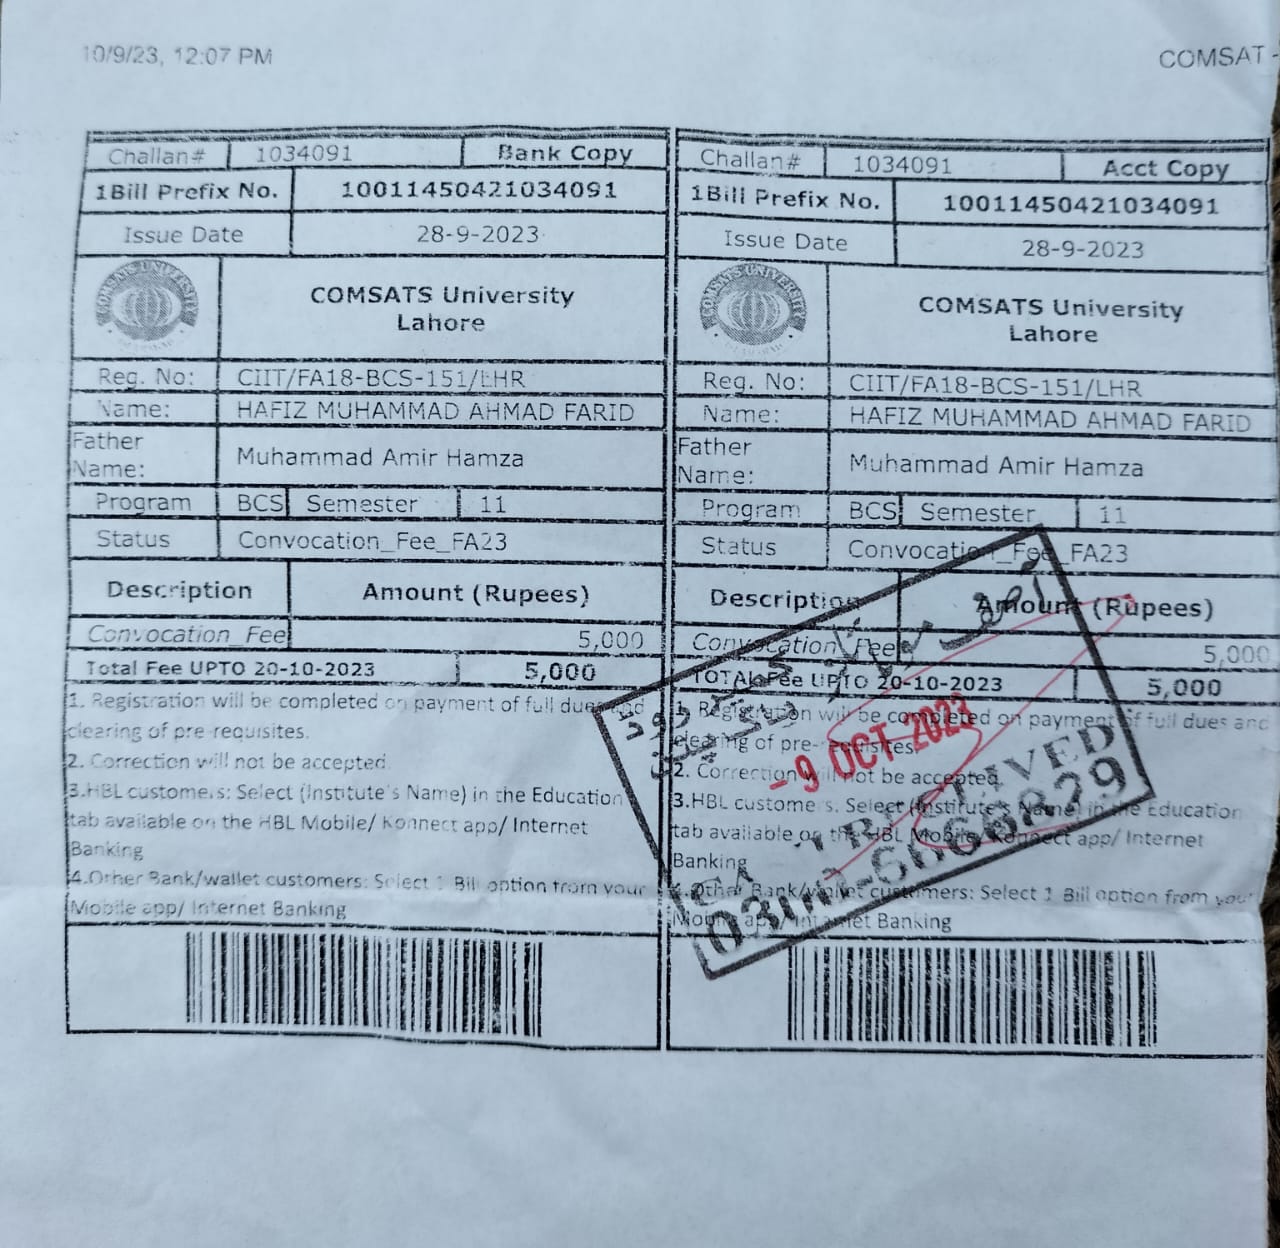 10/9/23, 12:07 PM
COMSAT -
Challan# 1034091 Bank Copy
1Bill Prefix No. 10011450421034091
Issue Date 28-9-2023
COMSATS UNIVERSITY
COMSATS University
Lahore
Reg. No: CIIT/FA18-BCS-151/LHR
Name: HAFIZ MUHAMMAD AHMAD FARID
Father
Name: Muhammad Amir Hamza
Program BCS Semester 11
Status Convocation_Fee_FA23
Description Amount (Rupees)
Convocation_Fee 5,000
Total Fee UPTO 20-10-2023 5,000
1. Registration will be completed on payment of full dues and
clearing of pre-requisites.
2. Correction will not be accepted.
3.HBL customers: Select (Institute's Name) in the Education
tab available on the HBL Mobile/ Konnect app/ Internet
Banking
4.Other Bank/wallet customers: Select 1 Bill option from your
Mobile app/ Internet Banking
Challan# 1034091 Acct Copy
1Bill Prefix No. 10011450421034091
Issue Date 28-9-2023
COMSATS UNIVERSITY
COMSATS University
Lahore
Reg. No: CIIT/FA18-BCS-151/LHR
Name: HAFIZ MUHAMMAD AHMAD FARID
Father
Name: Muhammad Amir Hamza
Program BCS Semester 11
Status Convocation_Fee_FA23
Description Amount (Rupees)
Convocation_Fee 5,000
TOTAL Fee UPTO 20-10-2023 5,000
1. Registration will be completed on payment of full dues and
clearing of pre-requisites.
2. Correction will not be accepted.
3.HBL customers: Select (Institute's Name) in the Education
tab available on the HBL Mobile/ Konnect app/ Internet
Banking
4.Other Bank/wallet customers: Select 1 Bill option from your
Mobile app/ Internet Banking
- 9 OCT 2023
RECEIVED